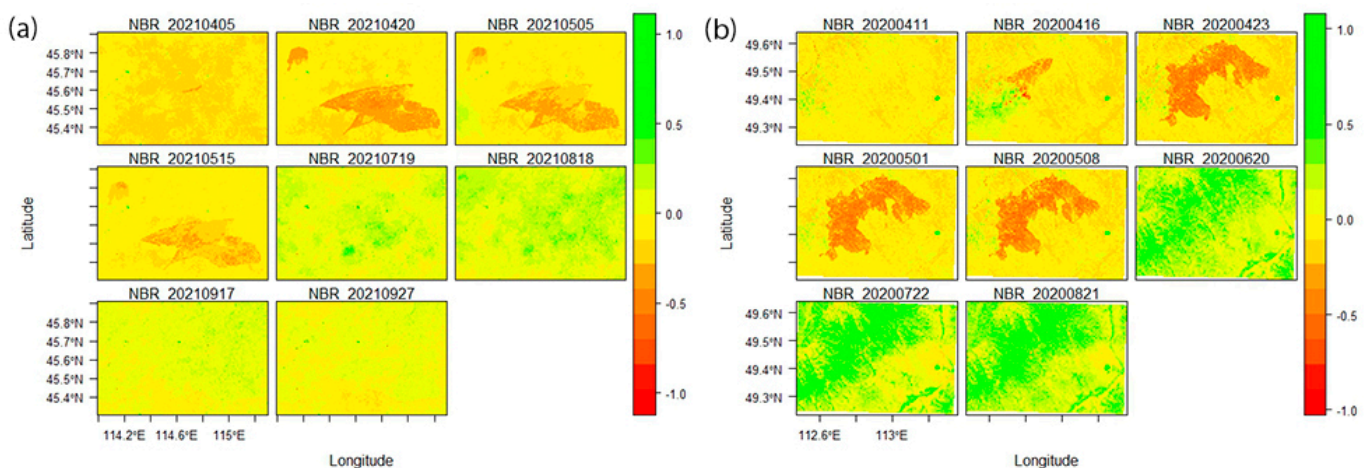 (a)
NBR_20210405 NBR_20210420 NBR_20210505
45.8°N
45.7°N
45.6°N
45.5°N
45.4°N
NBR_20210515 NBR_20210719 NBR_20210818
Latitude
NBR_20210917 NBR_20210927
45.8°N
45.7°N
45.6°N
45.5°N
45.4°N
114.2°E 114.6°E 115°E
Longitude
1.0
0.5
0.0
-0.5
-1.0
(b)
NBR_20200411 NBR_20200416 NBR_20200423
49.6°N
49.5°N
49.4°N
49.3°N
NBR_20200501 NBR_20200508 NBR_20200620
Latitude
NBR_20200722 NBR_20200821
49.6°N
49.5°N
49.4°N
49.3°N
112.6°E 113°E
Longitude
1.0
0.5
0.0
-0.5
-1.0